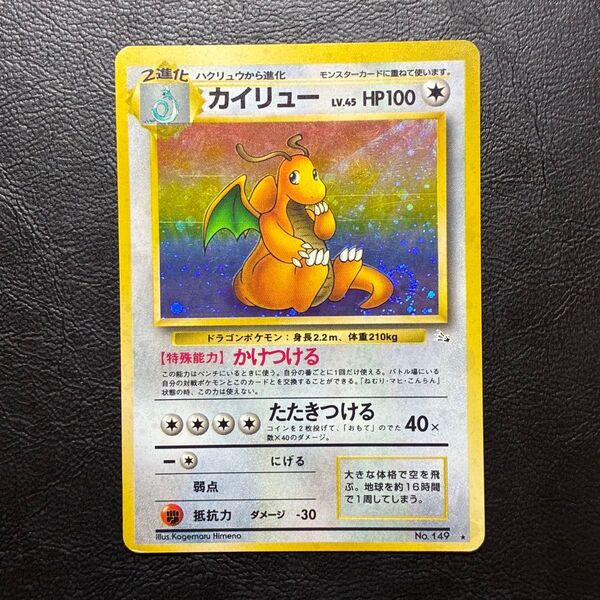 2進化 ハクリュウから進化 モンスターカードに重ねて使います。
カイリュー LV.45 HP100
ドラゴンポケモン：身長2.2m、体重210kg
【特殊能力】かけつける
この能力はベンチにいるときに使う。自分の番ごとに1回だけ使える。バトル場にいる
自分の対戦ポケモンとこのカードとを交換することができる。「ねむり・マヒ・こんらん」
状態の時、この力は使えない。
たたきつける 40×
コインを2枚投げて、「おもて」のでた
数×40のダメージ。
にげる
弱点
抵抗力 ダメージ -30
大きな体格で空を飛
ぶ。地球を約16時間
で1周してしまう。
Illus.Kagemaru Himeno
No. 149